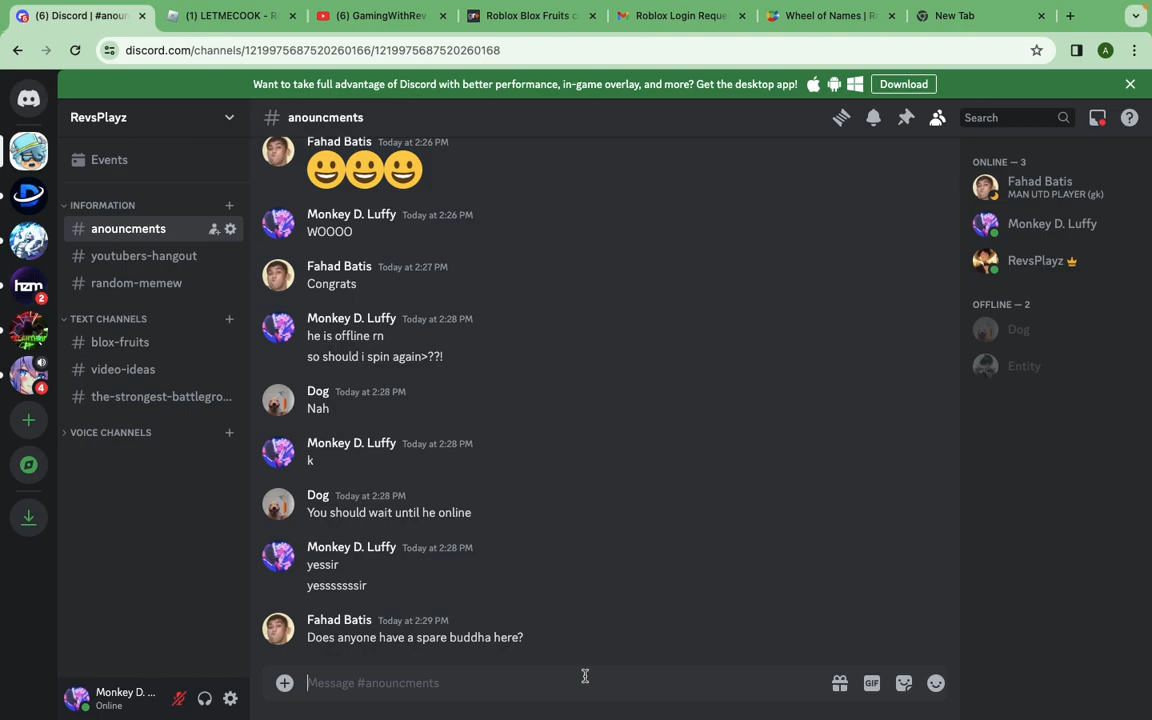 (6) Discord | #anoun
(1) LETMECOOK - R
(6) GamingWithRev
Roblox Blox Fruits c
Roblox Login Reque
Wheel of Names | R
New Tab
discord.com/channels/1219975687520260166/1219975687520260168
A
Want to take full advantage of Discord with better performance, in-game overlay, and more? Get the desktop app!
Download
RevsPlayz
# anouncments
Search
Events
INFORMATION
# anouncments
# youtubers-hangout
# random-memew
TEXT CHANNELS
# blox-fruits
# video-ideas
# the-strongest-battlegro...
VOICE CHANNELS
hzm
2
4
Fahad Batis Today at 2:26 PM
😀😀😀
Monkey D. Luffy Today at 2:26 PM
WOOOO
Fahad Batis Today at 2:27 PM
Congrats
Monkey D. Luffy Today at 2:28 PM
he is offline rn
so should i spin again>??!
Dog Today at 2:28 PM
Nah
Monkey D. Luffy Today at 2:28 PM
k
Dog Today at 2:28 PM
You should wait until he online
Monkey D. Luffy Today at 2:28 PM
yessir
yesssssssir
Fahad Batis Today at 2:29 PM
Does anyone have a spare buddha here?
Message #anouncments
GIF
Monkey D. ...
Online
ONLINE — 3
Fahad Batis
MAN UTD PLAYER (gk)
Monkey D. Luffy
RevsPlayz
OFFLINE — 2
Dog
Entity